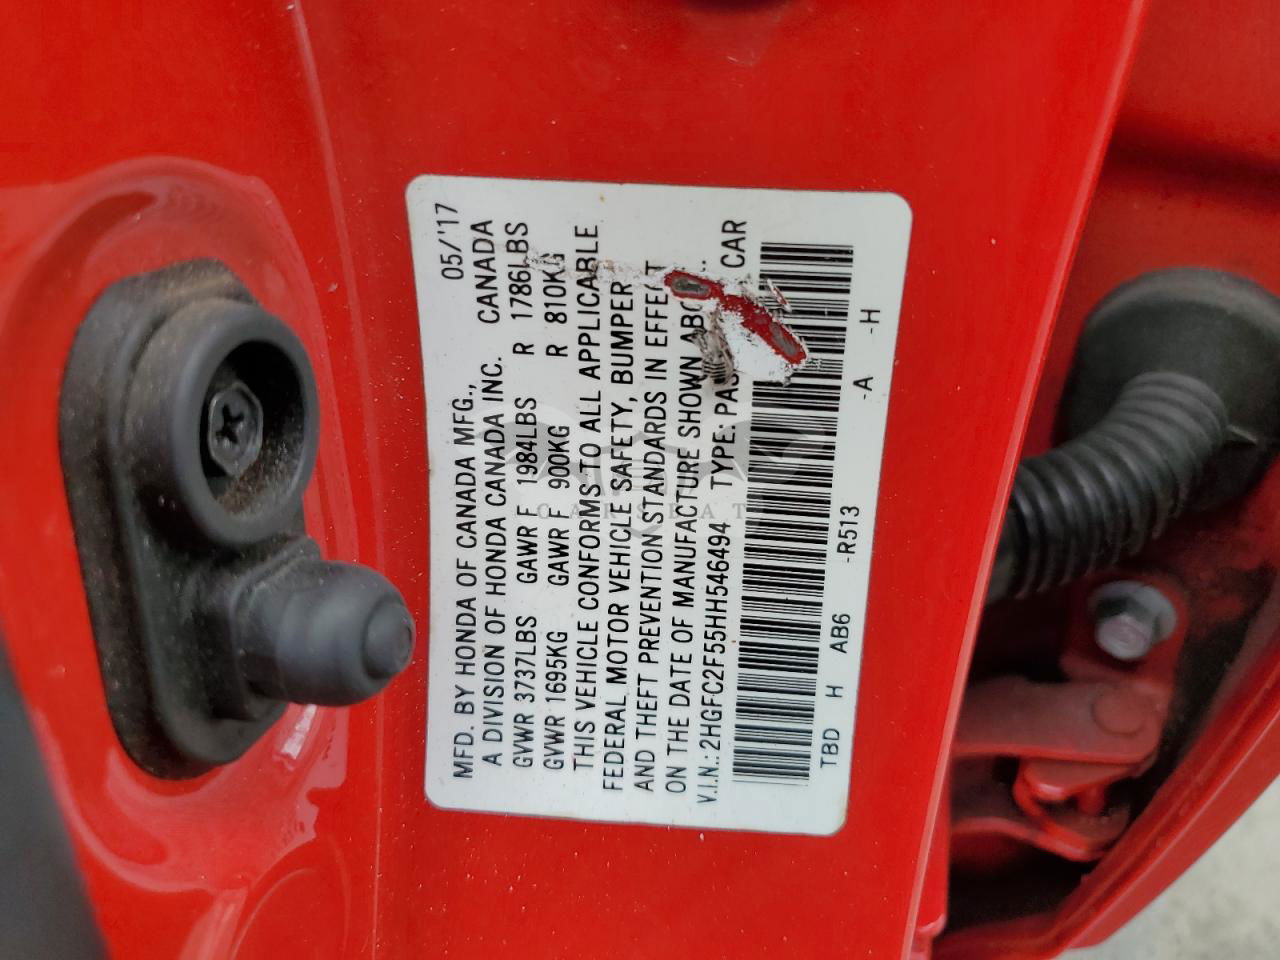 MFD. BY HONDA OF CANADA MFG., 05/'17
A DIVISION OF HONDA CANADA INC. CANADA
GVWR 3737LBS GAWR F 1984LBS R 1786LBS
GVWR 1695KG GAWR F 900KG R 810KG
THIS VEHICLE CONFORMS TO ALL APPLICABLE
FEDERAL MOTOR VEHICLE SAFETY, BUMPER
AND THEFT PREVENTION STANDARDS IN EFFECT
ON THE DATE OF MANUFACTURE SHOWN
V.I.N.: 2HGFC2F55HH546494 TYPE: CAR
TBD H AB6 -R513 -A -H